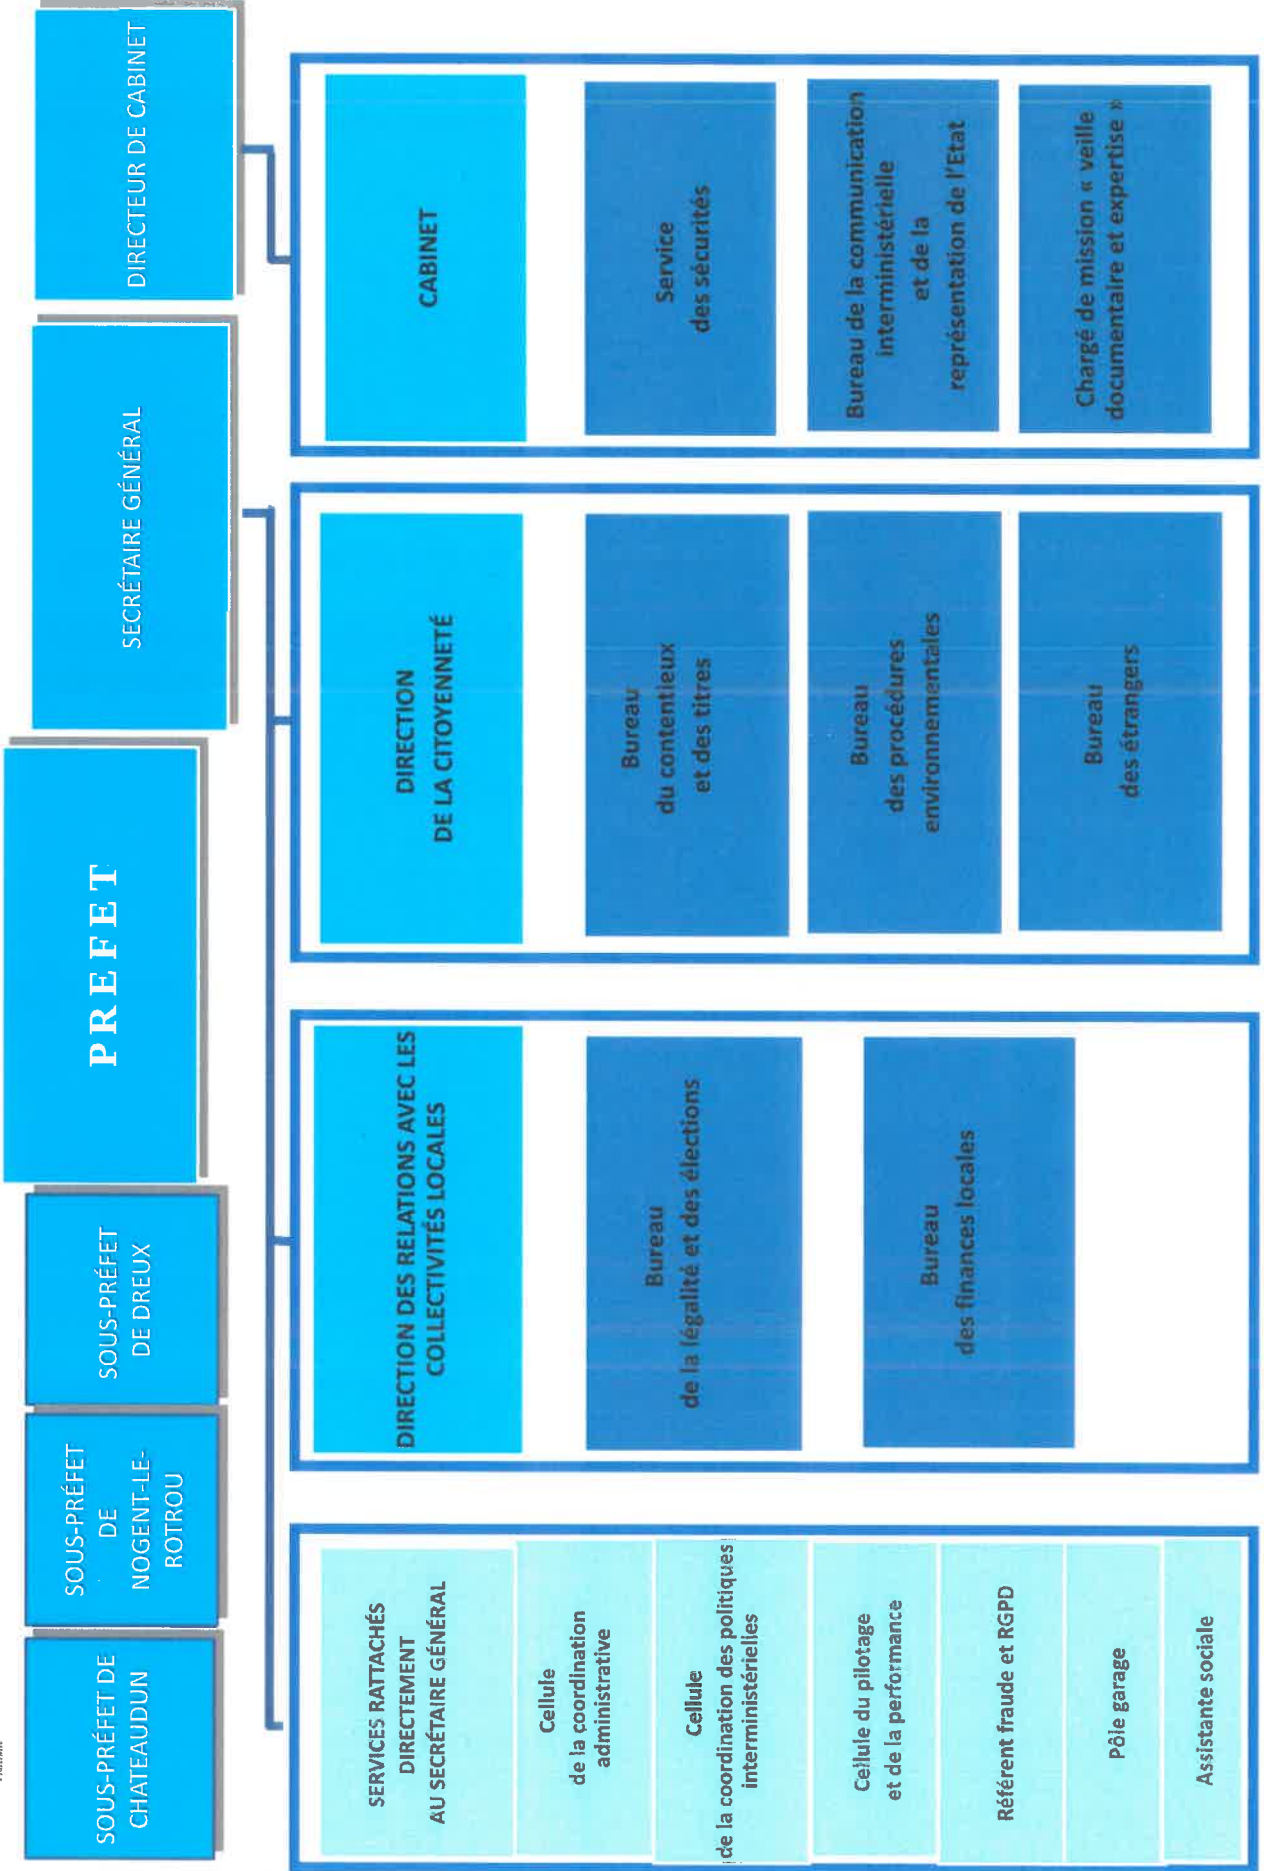 SOUS-PRÉFET DE
CHATEAUDUN
SOUS-PRÉFET
DE
NOGENT-LE-
ROTROU
SOUS-PRÉFET
DE DREUX
PREFET
SECRÉTAIRE GÉNÉRAL
DIRECTEUR DE CABINET
SERVICES RATTACHÉS
DIRECTEMENT
AU SECRÉTAIRE GÉNÉRAL
Cellule
de la coordination
administrative
Cellule
de la coordination des politiques
interministérielles
Cellule du pilotage
et de la performance
Référent fraude et RGPD
Pôle garage
Assistante sociale
DIRECTION DES RELATIONS AVEC LES
COLLECTIVITÉS LOCALES
Bureau
de la légalité et des élections
Bureau
des finances locales
DIRECTION
DE LA CITOYENNETÉ
Bureau
du contentieux
et des titres
Bureau
des procédures
environnementales
Bureau
des étrangers
CABINET
Service
des sécurités
Bureau de la communication
interministérielle
et de la
représentation de l'Etat
Chargé de mission « veille
documentaire et expertise »